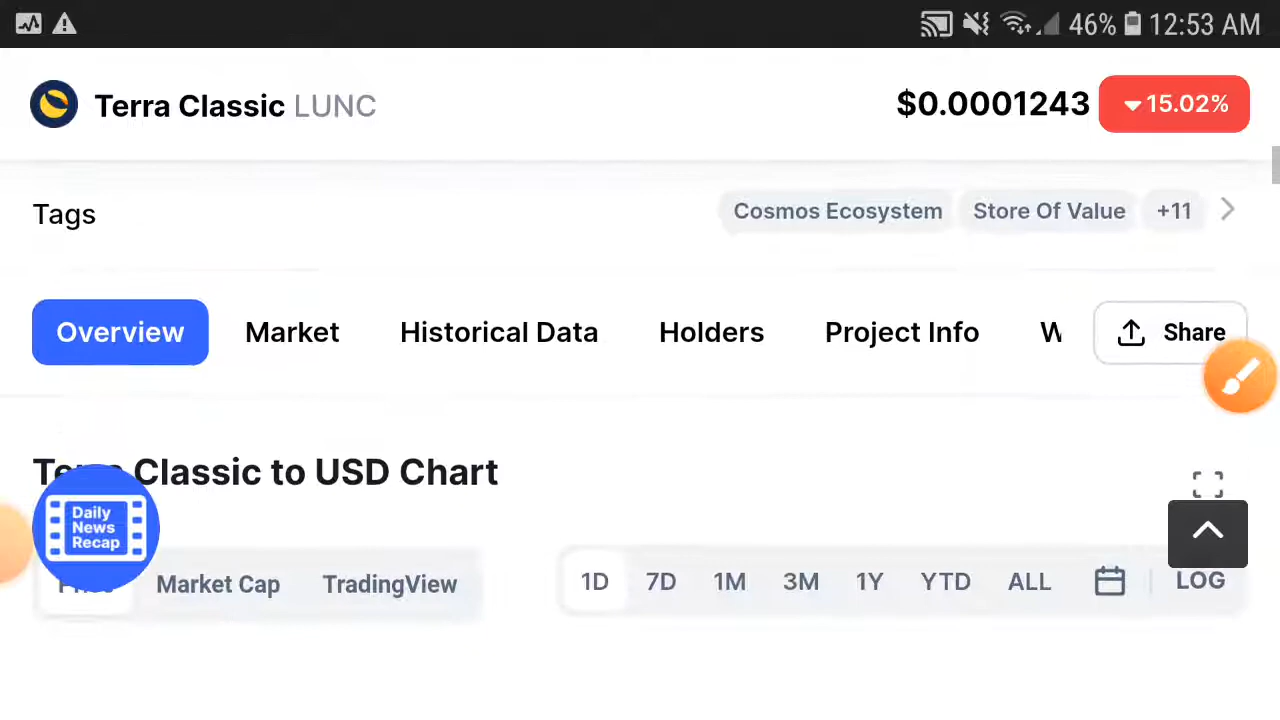 46% 12:53 AM
Terra Classic LUNC $0.0001243 15.02%
Tags Cosmos Ecosystem Store Of Value +11
Overview Market Historical Data Holders Project Info W Share
Terra Classic to USD Chart
Daily
News
Recap
Market Cap TradingView 1D 7D 1M 3M 1Y YTD ALL LOG